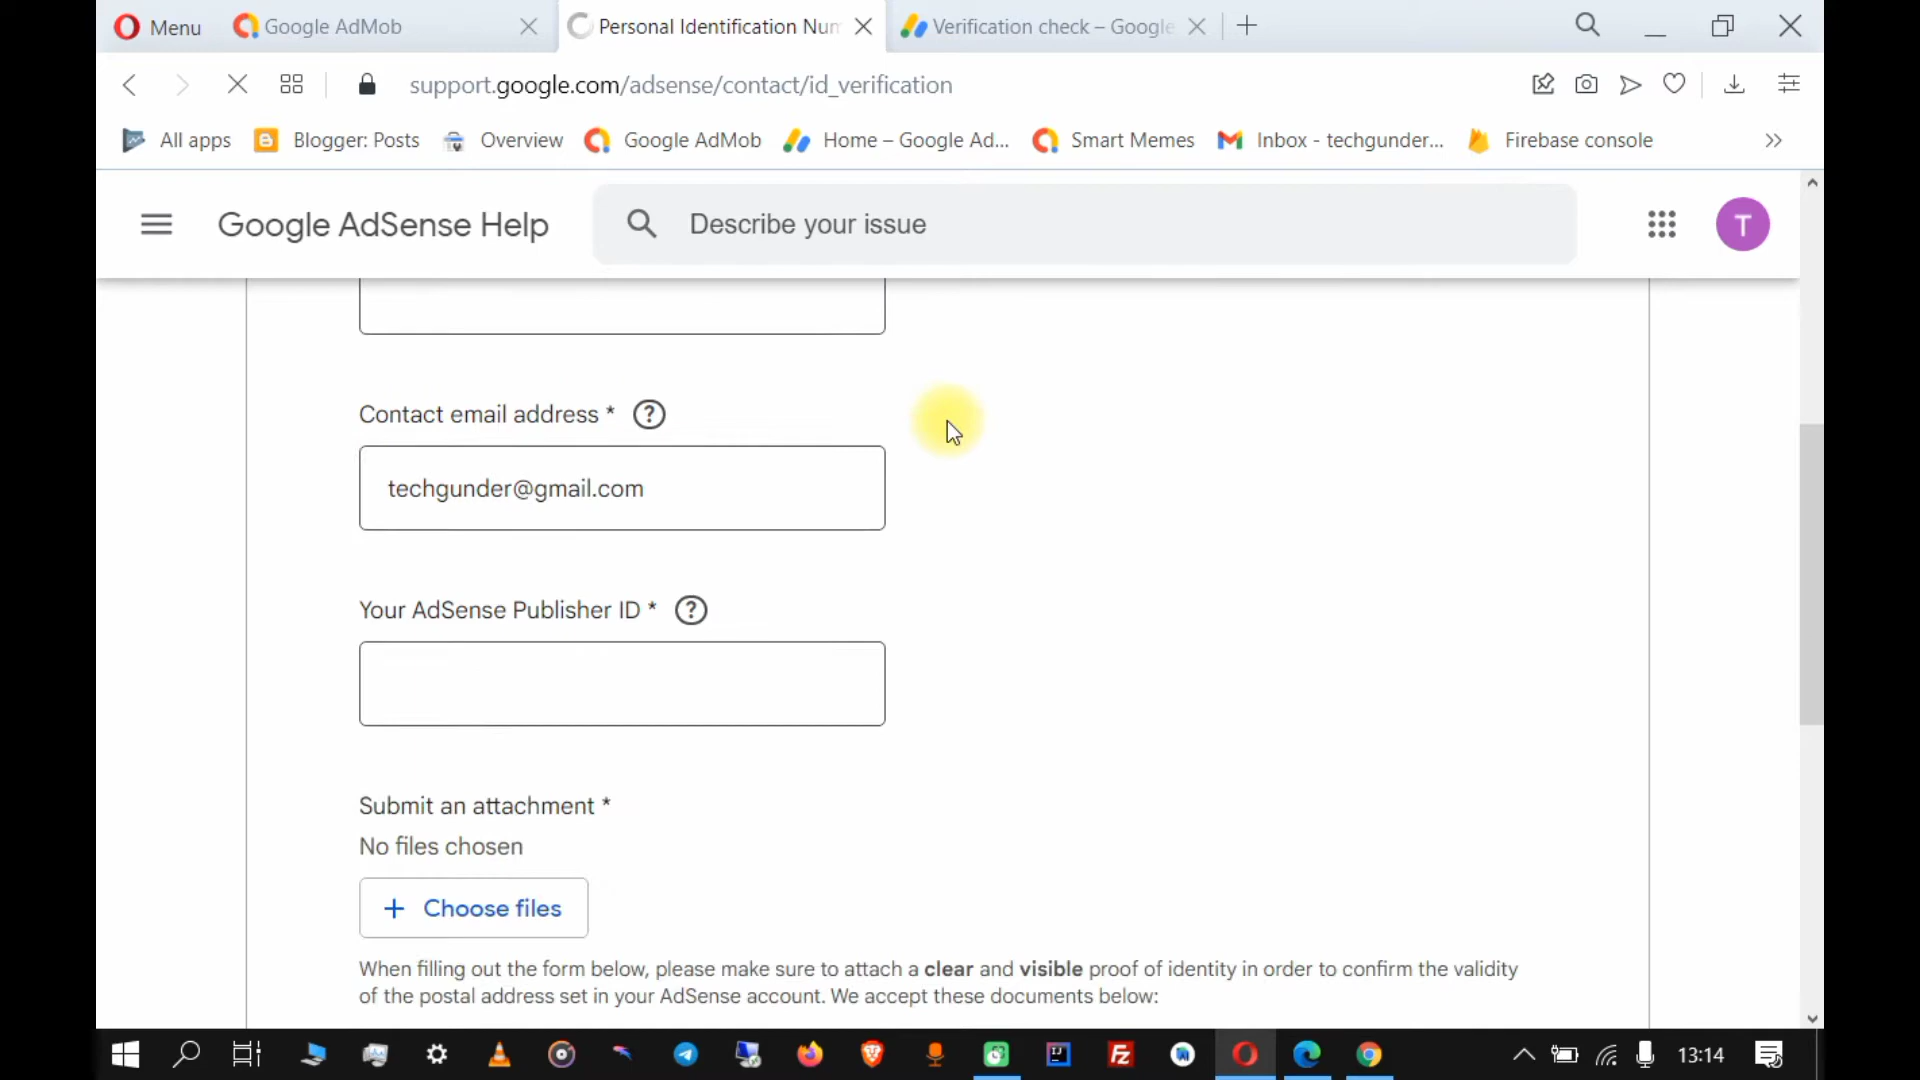 Menu
Google AdMob
Personal Identification Num
Verification check – Google
support.google.com/adsense/contact/id_verification
All apps
Blogger: Posts
Overview
Google AdMob
Home – Google Ad...
Smart Memes
Inbox - techgunder...
Firebase console
Google AdSense Help
Describe your issue
T
Contact email address *
techgunder@gmail.com
Your AdSense Publisher ID *
Submit an attachment *
No files chosen
+ Choose files
When filling out the form below, please make sure to attach a clear and visible proof of identity in order to confirm the validity
of the postal address set in your AdSense account. We accept these documents below:
13:14